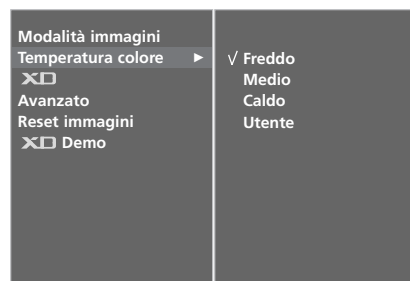 Modalità immagini
Temperatura colore ►
XD
Avanzato
Reset immagini
XD Demo
√ Freddo
Medio
Caldo
Utente